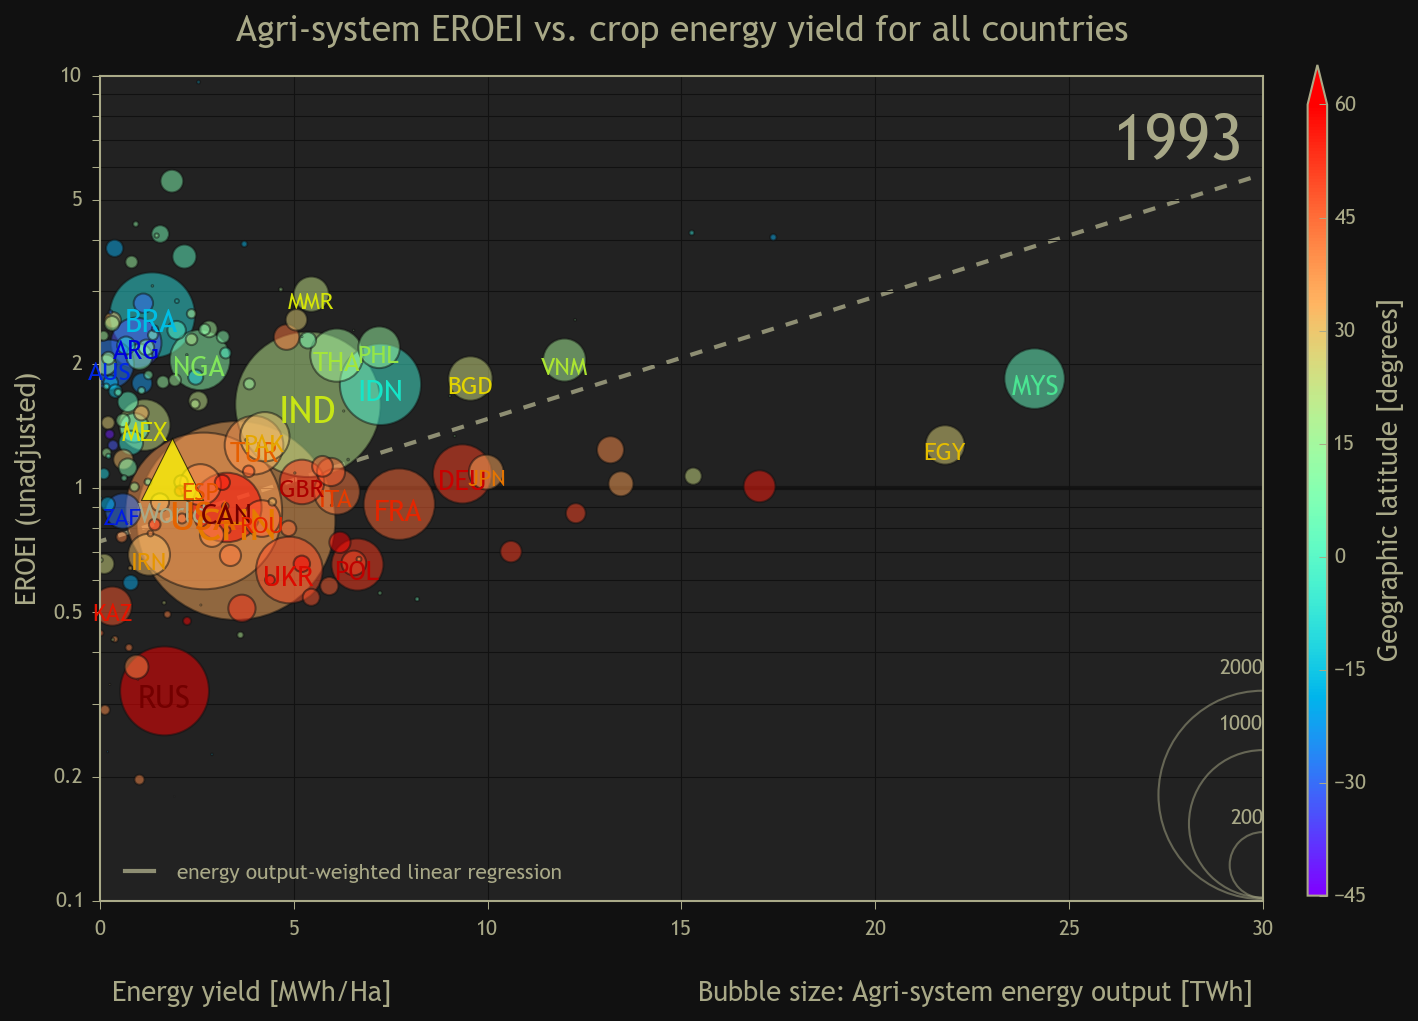 Agri-system EROEI vs. crop energy yield for all countries
1993
10
5
2
1
0.5
0.2
0.1
EROEI (unadjusted)
MMR
BRA
ARG
AUS
NGA
THA
PHL
IDN
IND
BGD
VNM
MYS
MEX
PAK
TUR
EGY
DEU
JPN
GBR
ITA
ESP
FRA
ZAF
CAN
ROU
IRN
UKR
POL
KAZ
RUS
2000
1000
200
energy output-weighted linear regression
0
5
10
15
20
25
30
Energy yield [MWh/Ha]
Bubble size: Agri-system energy output [TWh]
60
45
30
15
0
−15
−30
−45
Geographic latitude [degrees]